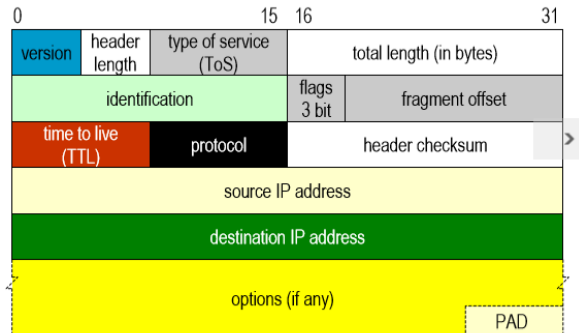 0 15 16 31
version header length type of service (ToS) total length (in bytes)
identification flags 3 bit fragment offset
time to live (TTL) protocol header checksum
source IP address
destination IP address
options (if any)
PAD